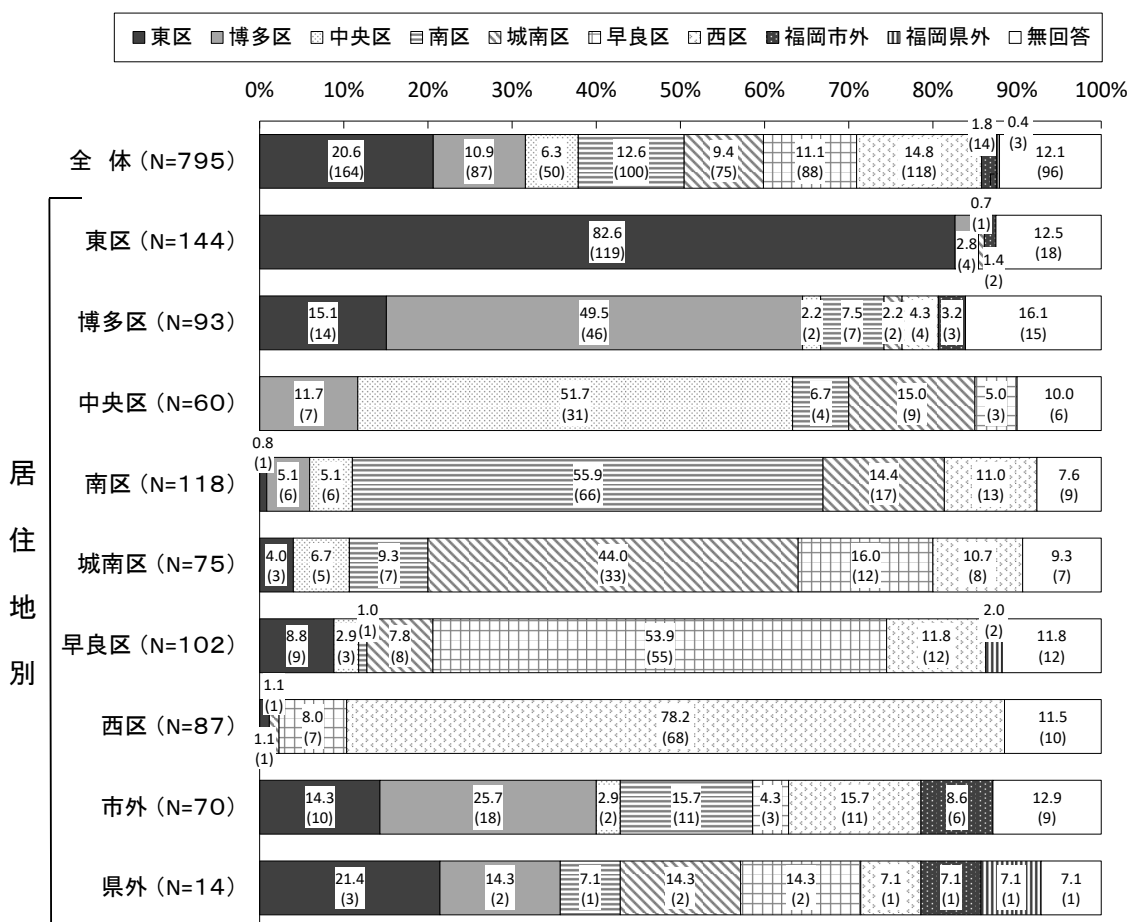 ■東区 ■博多区 □中央区 目南区 □城南区 □早良区 □西区 ■福岡市外 □福岡県外 □無回答
0% 10% 20% 30% 40% 50% 60% 70% 80% 90% 100%
全 体 (N=795) 20.6 10.9 6.3 12.6 9.4 11.1 14.8 1.8 0.4 12.1
(164) (87) (50) (100) (75) (88) (118) (14) (3) (96)
東区 (N=144) 82.6 2.8 0.7 1.4 12.5
(119) (4) (1) (2) (18)
博多区 (N=93) 15.1 49.5 2.2 7.5 2.2 4.3 3.2 16.1
(14) (46) (2) (7) (2) (4) (3) (15)
中央区 (N=60) 11.7 51.7 6.7 15.0 5.0 10.0
(7) (31) (4) (9) (3) (6)
南区 (N=118) 0.8 5.1 5.1 55.9 14.4 11.0 7.6
(1) (6) (6) (66) (17) (13) (9)
城南区 (N=75) 4.0 6.7 9.3 44.0 16.0 10.7 9.3
(3) (5) (7) (33) (12) (8) (7)
早良区 (N=102) 8.8 2.9 1.0 7.8 53.9 11.8 2.0 11.8
(9) (3) (1) (8) (55) (12) (2) (12)
西区 (N=87) 1.1 1.1 8.0 78.2 11.5
(1) (1) (7) (68) (10)
市外 (N=70) 14.3 25.7 2.9 15.7 4.3 15.7 8.6 12.9
(10) (18) (2) (11) (3) (11) (6) (9)
県外 (N=14) 21.4 14.3 7.1 14.3 14.3 7.1 7.1 7.1 7.1
(3) (2) (1) (2) (2) (1) (1) (1) (1)
居住地別